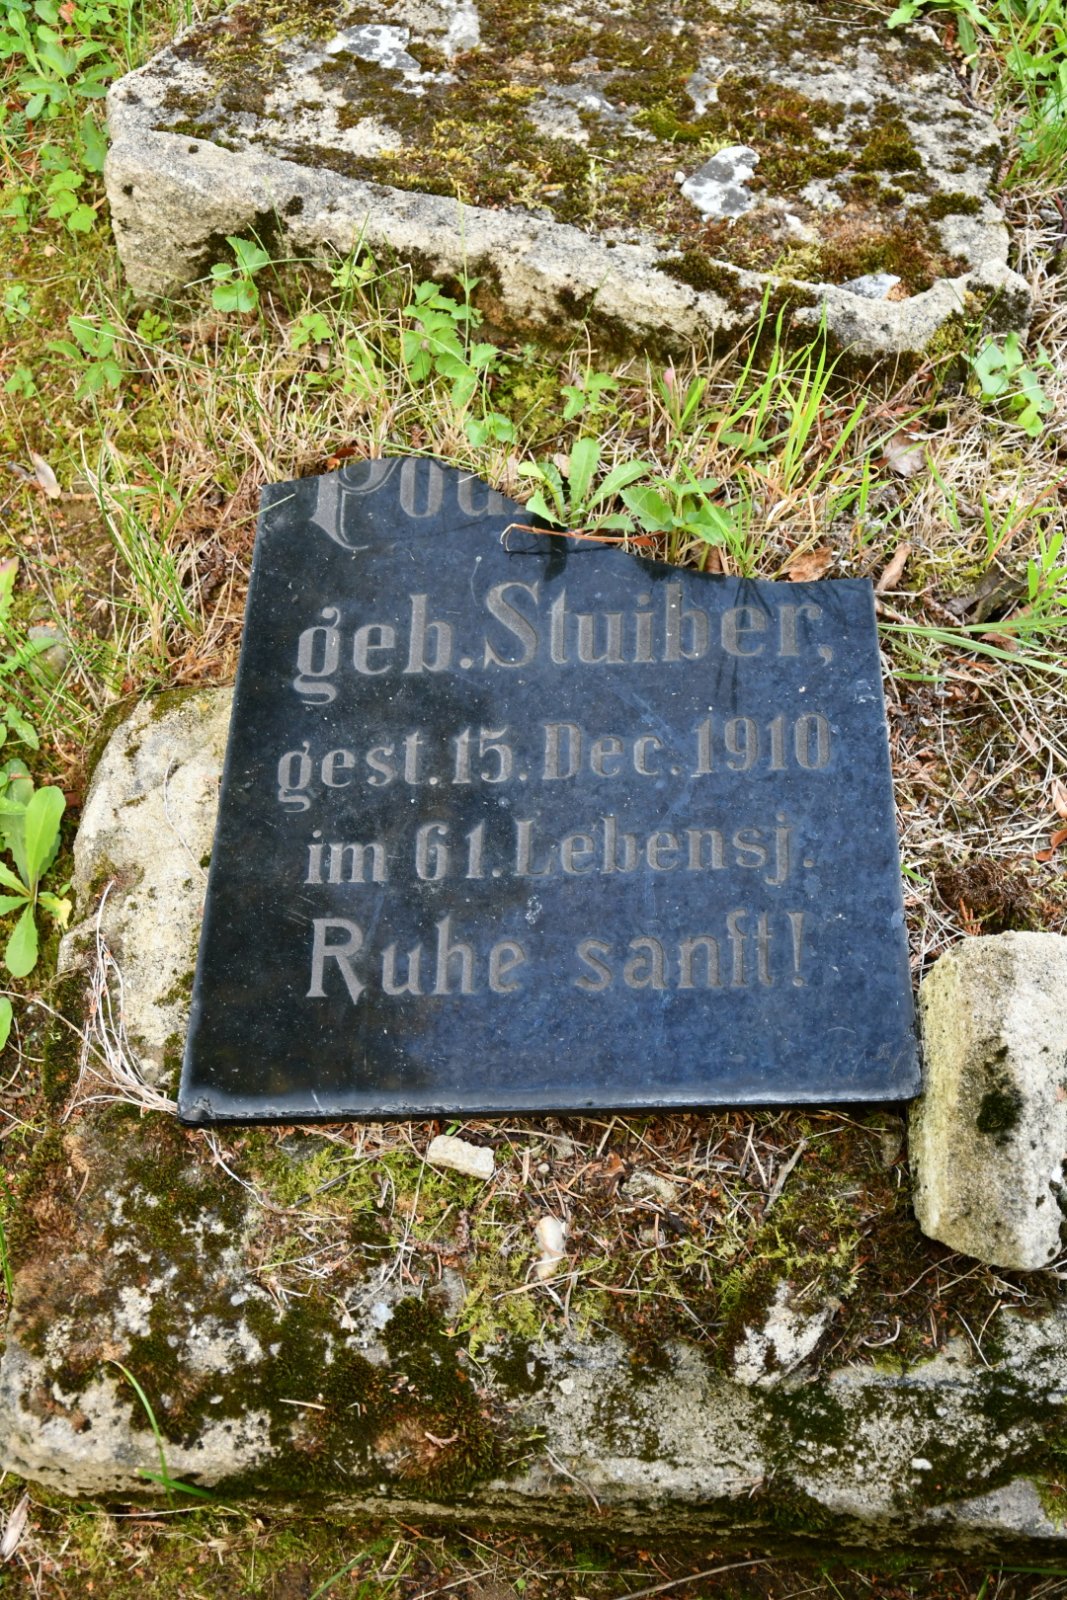 geb. Stuiber,
gest. 15. Dec. 1910
im 61. Lebensj.
Ruhe sanft!